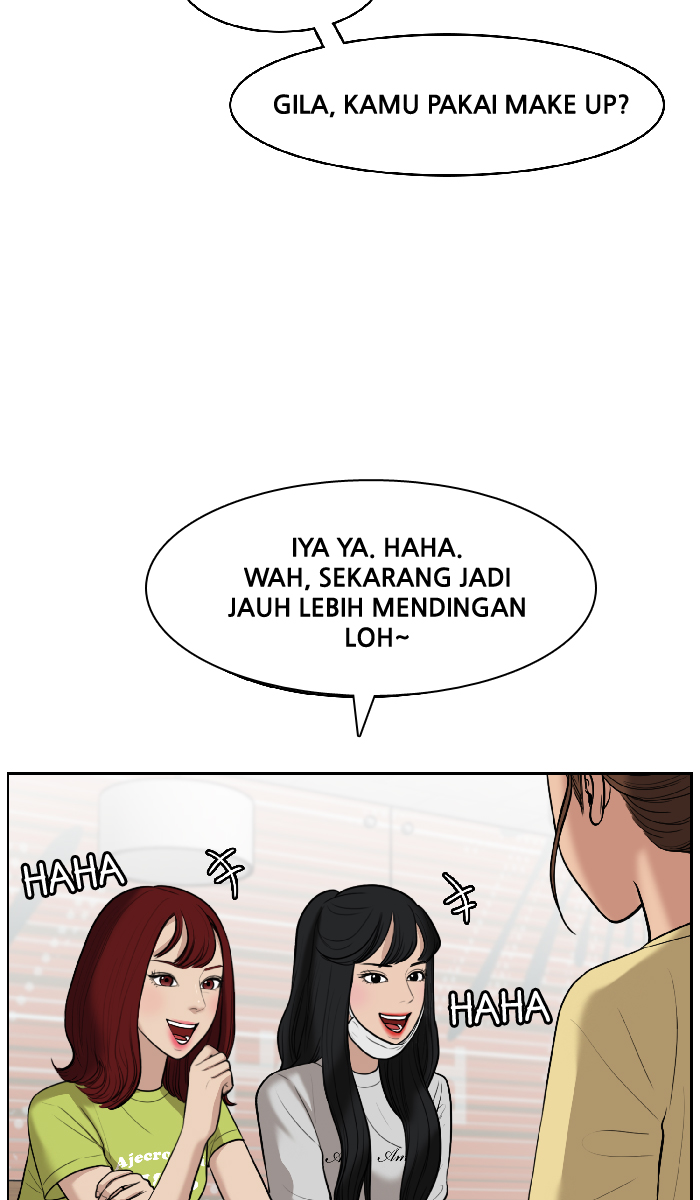 GILA, KAMU PAKAI MAKE UP?
IYA YA. HAHA.
WAH, SEKARANG JADI
JAUH LEBIH MENDINGAN
LOH~
HAHA
HAHA